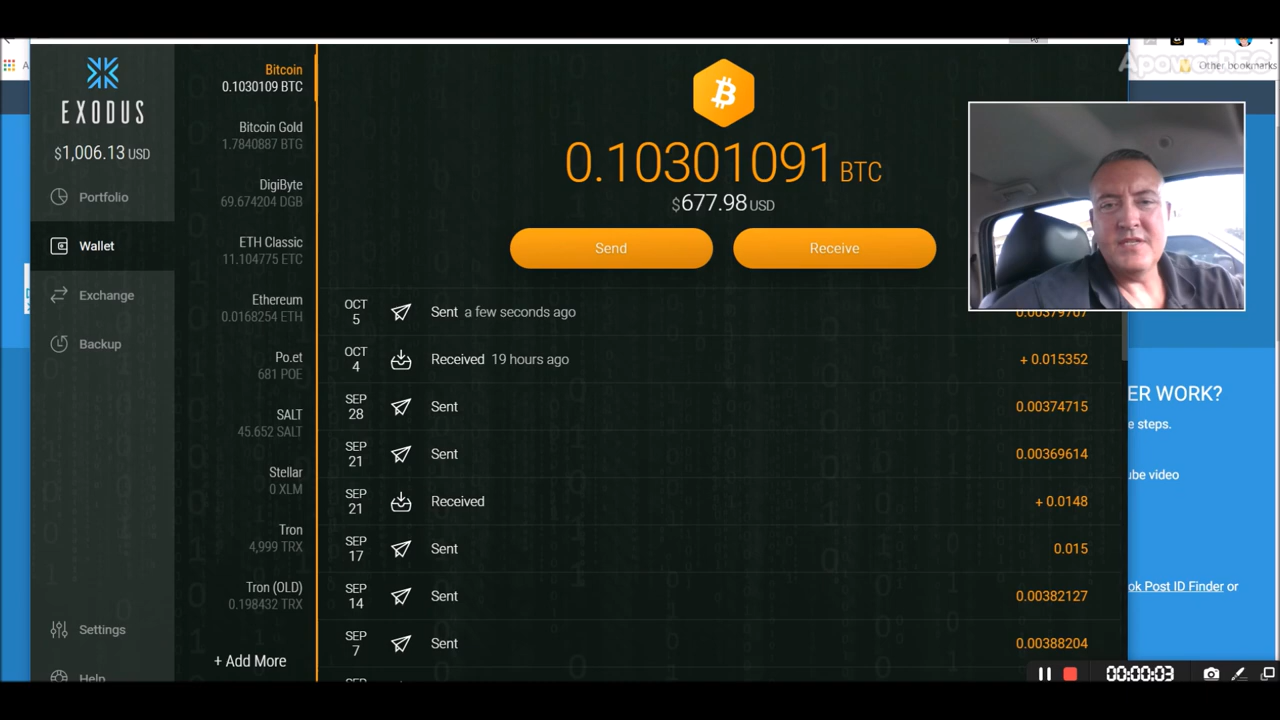 ApowerREC
Other bookmarks
EXODUS
$1,006.13 USD
Portfolio
Wallet
Exchange
Backup
Settings
Help
Bitcoin
0.1030109 BTC
Bitcoin Gold
1.7840887 BTG
DigiByte
69.674204 DGB
ETH Classic
11.104775 ETC
Ethereum
0.0168254 ETH
Po.et
681 POE
SALT
45.652 SALT
Stellar
0 XLM
Tron
4,999 TRX
Tron (OLD)
0.198432 TRX
+ Add More
0.10301091 BTC
$677.98 USD
Send
Receive
OCT 5 Sent a few seconds ago 0.00379707
OCT 4 Received 19 hours ago + 0.015352
SEP 28 Sent 0.00374715
SEP 21 Sent 0.00369614
SEP 21 Received + 0.0148
SEP 17 Sent 0.015
SEP 14 Sent 0.00382127
SEP 7 Sent 0.00388204
ER WORK?
e steps.
ube video
ok Post ID Finder or
00:00:03